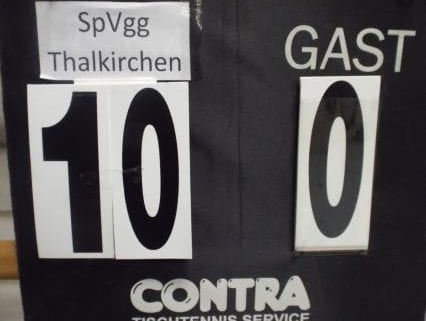 SpVgg
Thalkirchen
GAST
10
0
CONTRA
TISCHTENNIS SERVICE